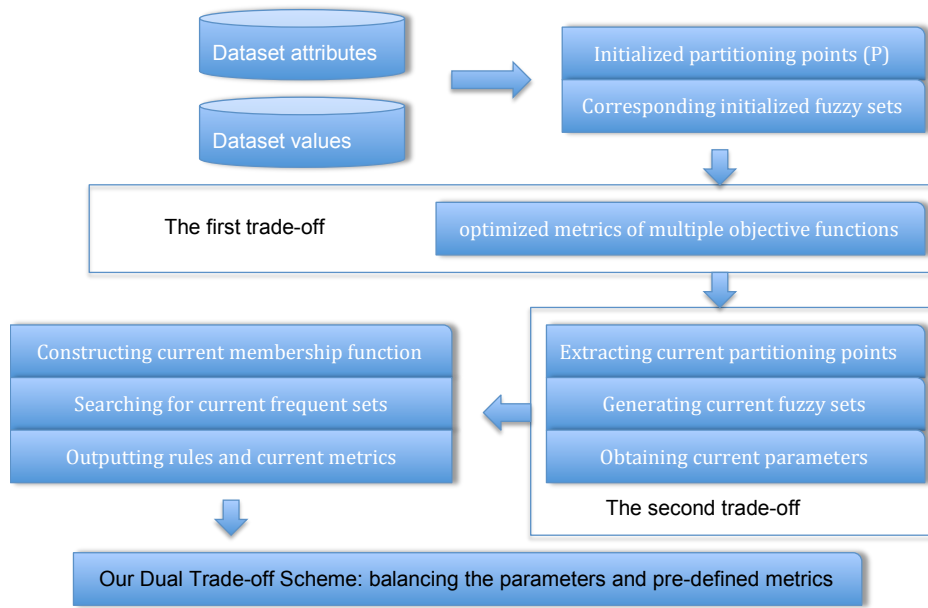 Dataset attributes
Dataset values
Initialized partitioning points (P)
Corresponding initialized fuzzy sets
The first trade-off
optimized metrics of multiple objective functions
Extracting current partitioning points
Generating current fuzzy sets
Obtaining current parameters
The second trade-off
Constructing current membership function
Searching for current frequent sets
Outputting rules and current metrics
Our Dual Trade-off Scheme: balancing the parameters and pre-defined metrics